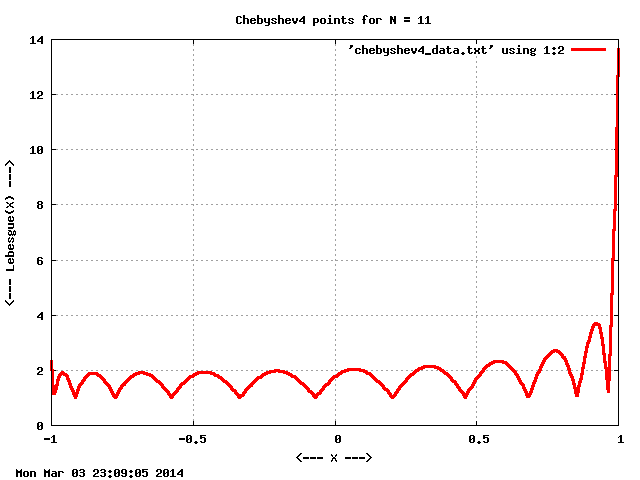 Chebyshev4 points for N = 11
'chebyshev4_data.txt' using 1:2
14
12
10
8
6
4
2
0
<--- Lebesgue(X) --->
-1 -0.5 0 0.5 1
<--- X --->
Mon Mar 03 23:09:05 2014